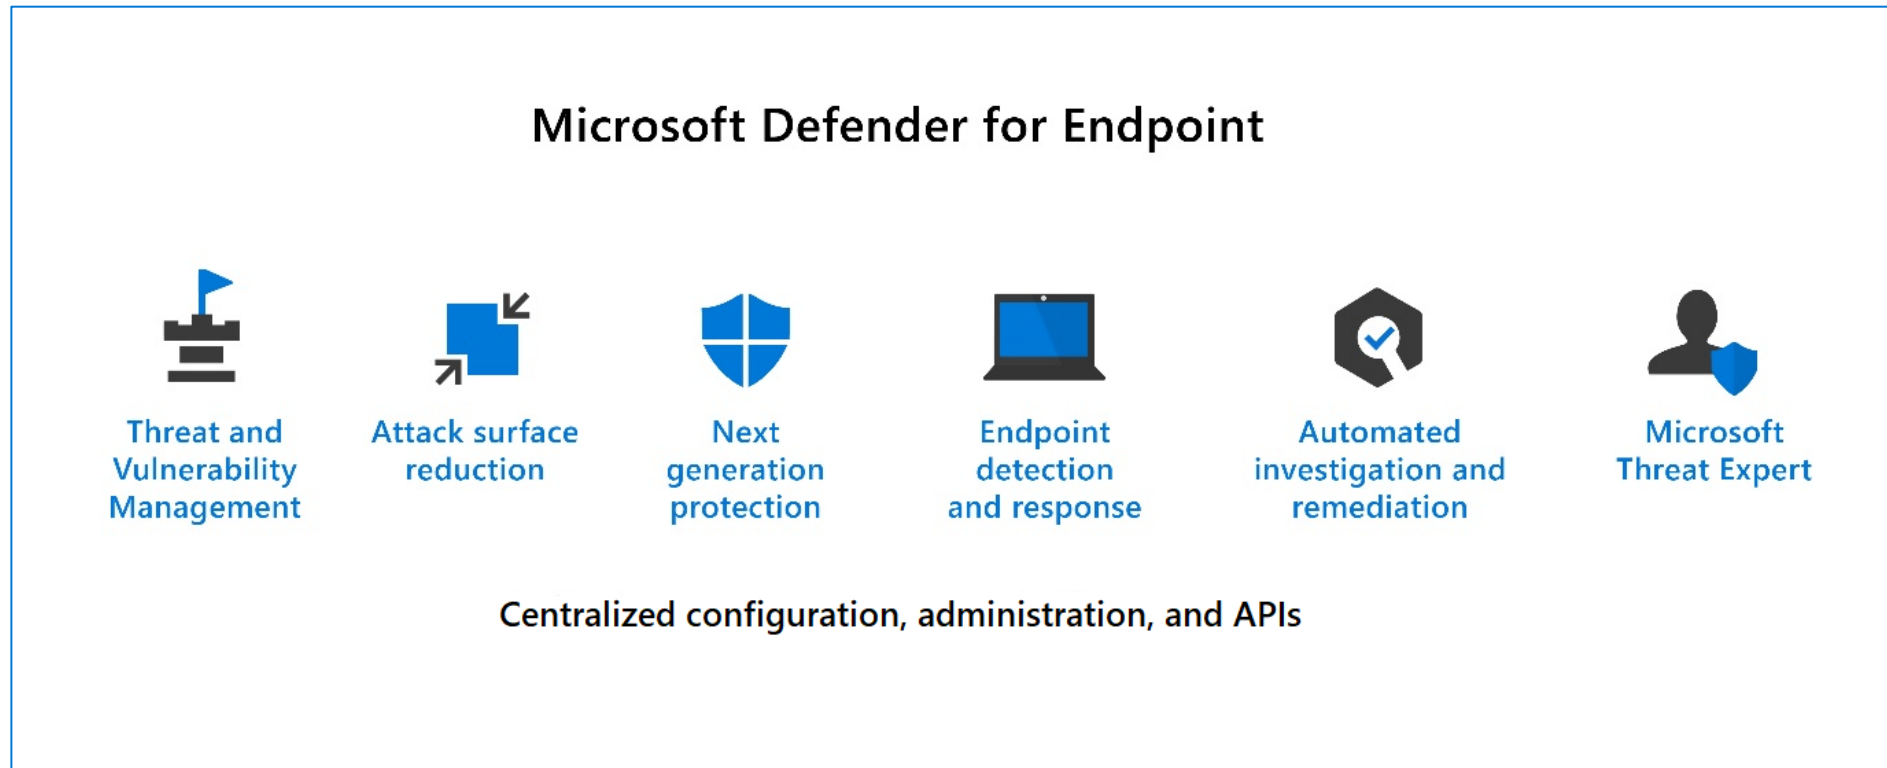 Microsoft Defender for Endpoint
Threat and
Vulnerability
Management
Attack surface
reduction
Next
generation
protection
Endpoint
detection
and response
Automated
investigation and
remediation
Microsoft
Threat Expert
Centralized configuration, administration, and APIs